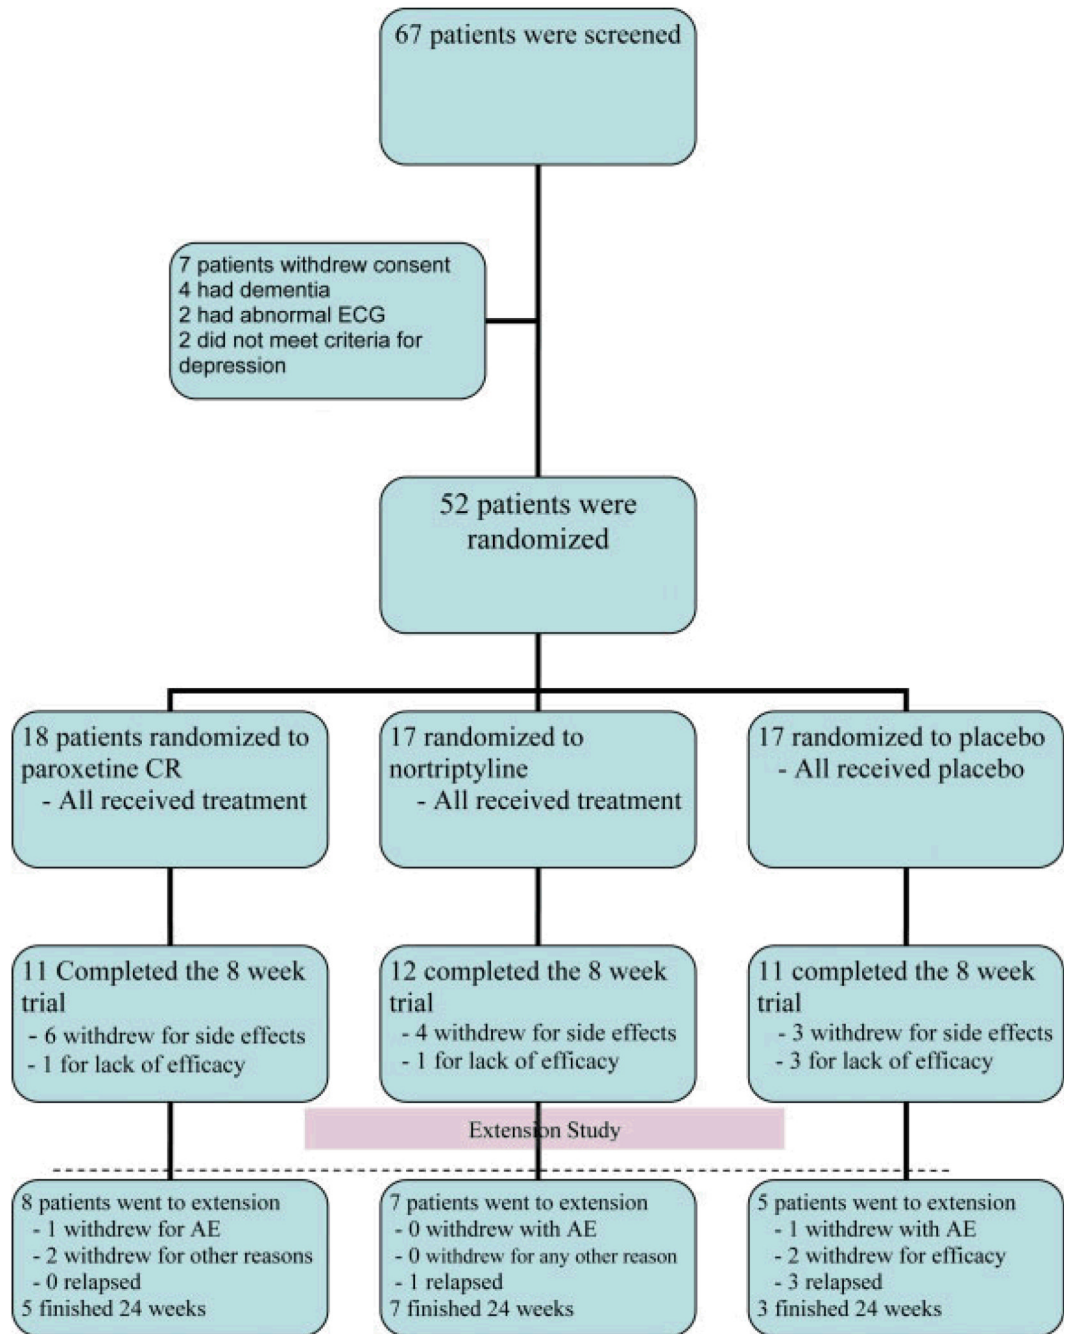 67 patients were screened
7 patients withdrew consent
4 had dementia
2 had abnormal ECG
2 did not meet criteria for
depression
52 patients were
randomized
18 patients randomized to
paroxetine CR
- All received treatment
17 randomized to
nortriptyline
- All received treatment
17 randomized to placebo
- All received placebo
11 Completed the 8 week
trial
- 6 withdrew for side effects
- 1 for lack of efficacy
12 completed the 8 week
trial
- 4 withdrew for side effects
- 1 for lack of efficacy
11 completed the 8 week
trial
- 3 withdrew for side effects
- 3 for lack of efficacy
Extension Study
8 patients went to extension
- 1 withdrew for AE
- 2 withdrew for other reasons
- 0 relapsed
5 finished 24 weeks
7 patients went to extension
- 0 withdrew with AE
- 0 withdrew for any other reason
- 1 relapsed
7 finished 24 weeks
5 patients went to extension
- 1 withdrew with AE
- 2 withdrew for efficacy
- 3 relapsed
3 finished 24 weeks